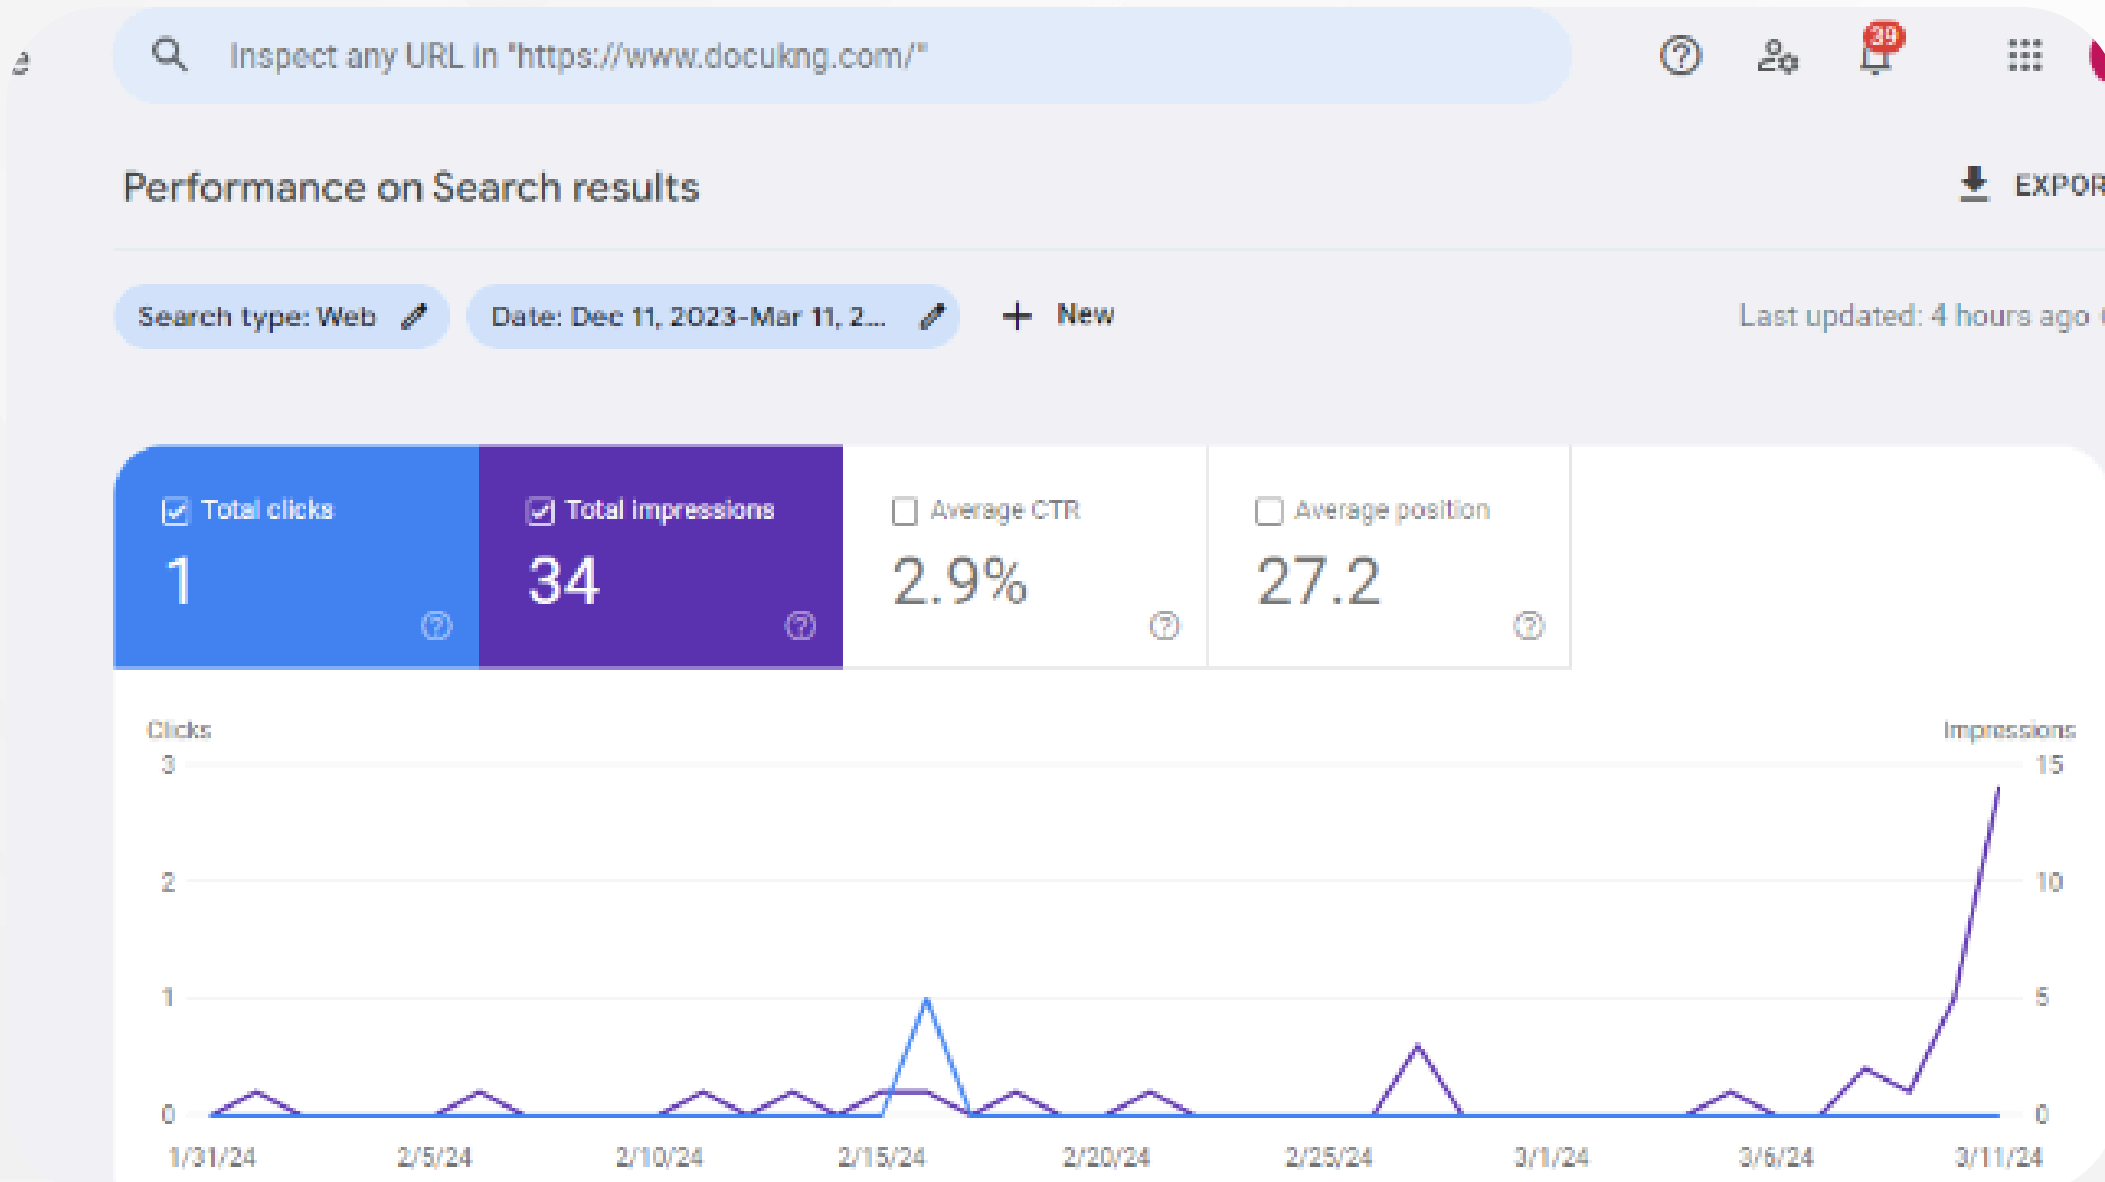 e
Inspect any URL in "https://www.docukng.com/"
39
Performance on Search results
EXPOR
Search type: Web
Date: Dec 11, 2023-Mar 11, 2...
+ New
Last updated: 4 hours ago
Total clicks
1
Total impressions
34
Average CTR
2.9%
Average position
27.2
Clicks
Impressions
3
15
2
10
1
5
0
0
1/31/24
2/5/24
2/10/24
2/15/24
2/20/24
2/25/24
3/1/24
3/6/24
3/11/24